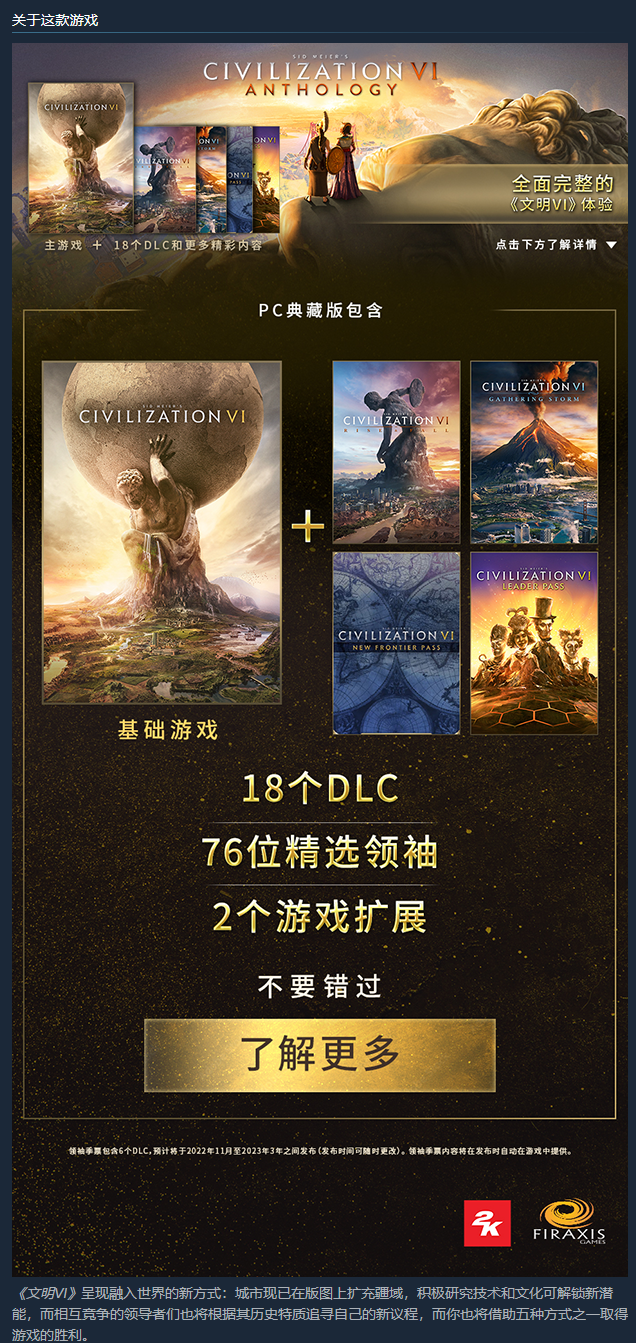 关于这款游戏
SID MEIER'S
CIVILIZATION VI
ANTHOLOGY
CIVILIZATION VI
全面完整的
《文明VI》体验
主游戏 + 18个DLC和更多精彩内容
点击下方了解详情
PC典藏版包含
CIVILIZATION VI
+
CIVILIZATION VI
CIVILIZATION VI
GATHERING STORM
CIVILIZATION VI
NEW FRONTIER PASS
CIVILIZATION VI
LEADER PASS
基础游戏
18个DLC
76位精选领袖
2个游戏扩展
不要错过
了解更多
领袖季票包含6个DLC,预计将于2022年11月至2023年3年之间发布(发布时间可随时更改)。领袖季票内容将在发布时自动在游戏中提供。
2K
FIRAXIS
GAMES
《文明VI》呈现融入世界的新方式：城市现已在版图上扩充疆域，积极研究技术和文化可解锁新潜
能，而相互竞争的领导者们也将根据其历史特质追寻自己的新议程，而你也将借助五种方式之一取得
游戏的胜利。